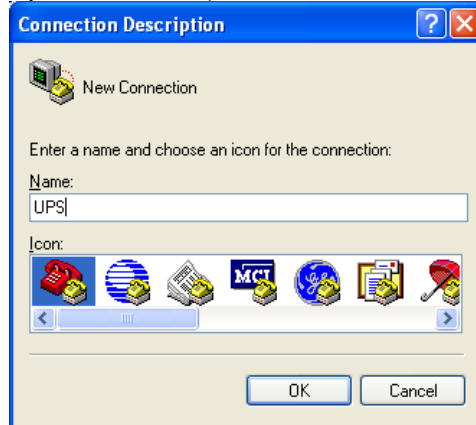 Connection Description
New Connection
Enter a name and choose an icon for the connection:
Name:
UPS
Icon:
MCI
OK
Cancel